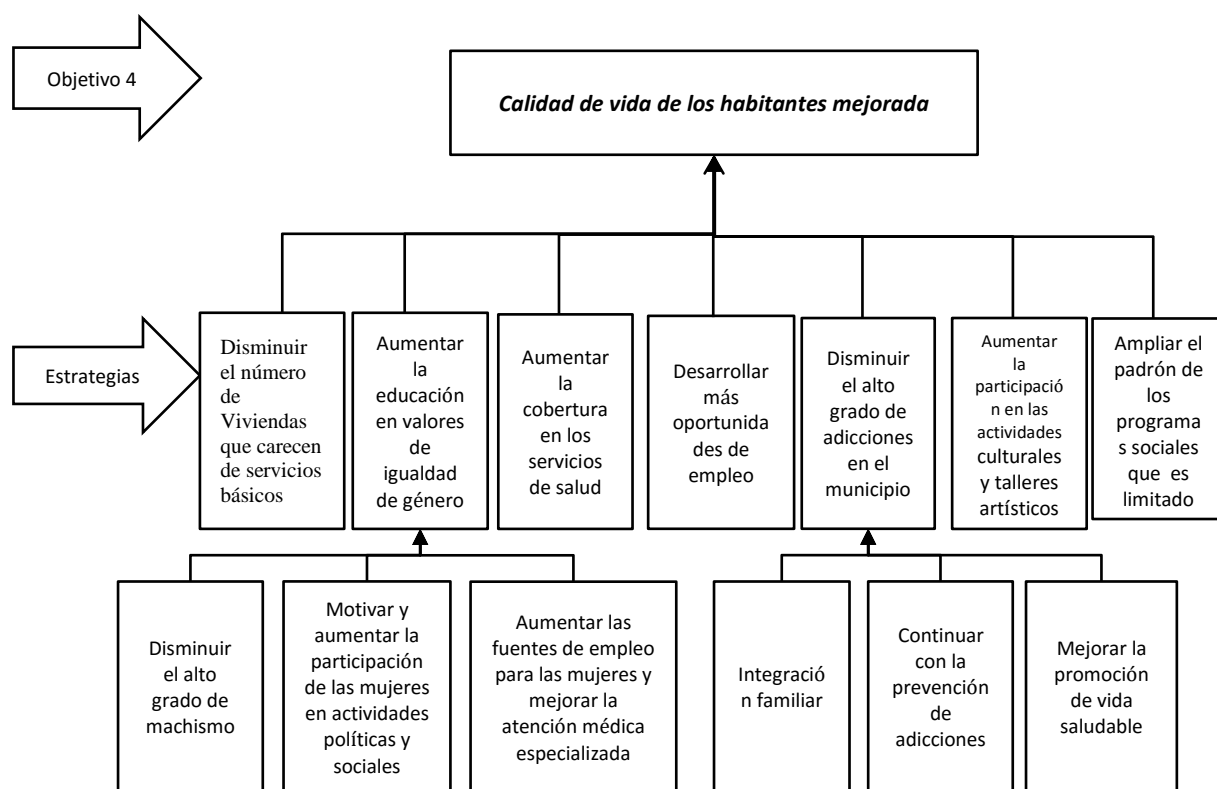 Objetivo 4
Calidad de vida de los habitantes mejorada
Estrategias
Disminuir
el número
de
Viviendas
que carecen
de servicios
básicos
Aumentar
la
educación
en valores
de
igualdad
de género
Aumentar
la
cobertura
en los
servicios
de salud
Desarrollar
más
oportunida
des de
empleo
Disminuir
el alto
grado de
adicciones
en el
municipio
Aumentar
la
participació
n en las
actividades
culturales
y talleres
artísticos
Ampliar el
padrón de
los
programa
s sociales
que es
limitado
Disminuir
el alto
grado de
machismo
Motivar y
aumentar la
participación
de las mujeres
en actividades
políticas y
sociales
Aumentar las
fuentes de empleo
para las mujeres y
mejorar la
atención médica
especializada
Integració
n familiar
Continuar
con la
prevención
de
adicciones
Mejorar la
promoción
de vida
saludable